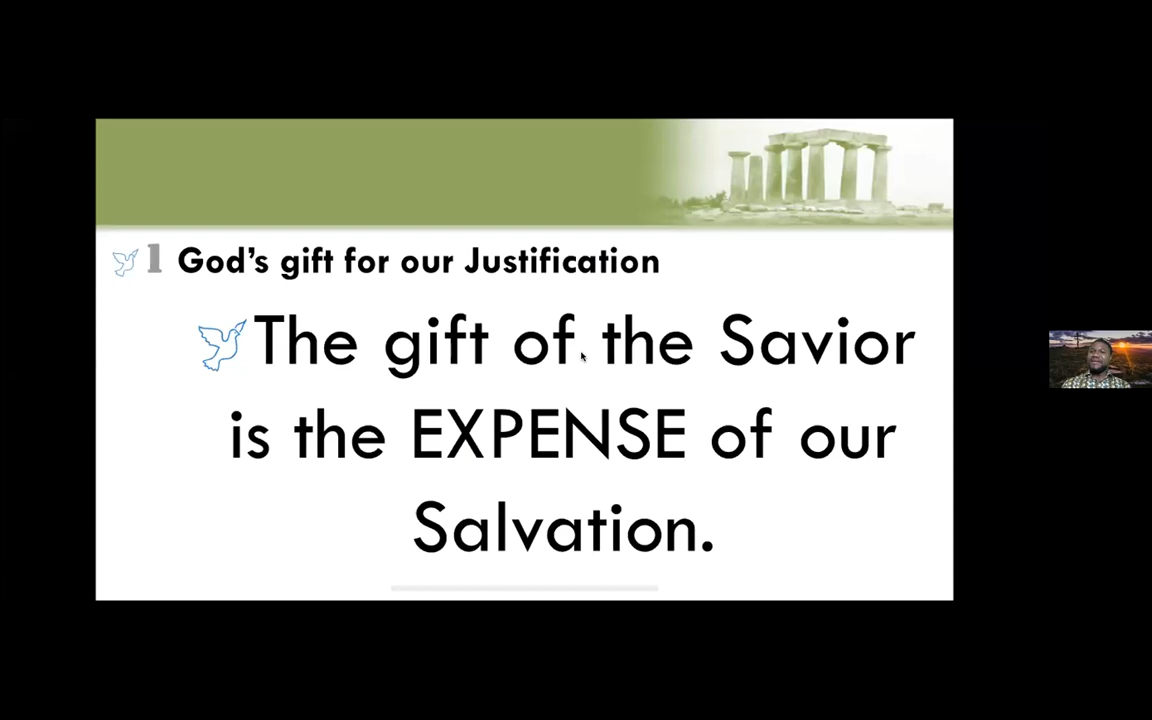 1 God's gift for our Justification
The gift of the Savior
is the EXPENSE of our
Salvation.